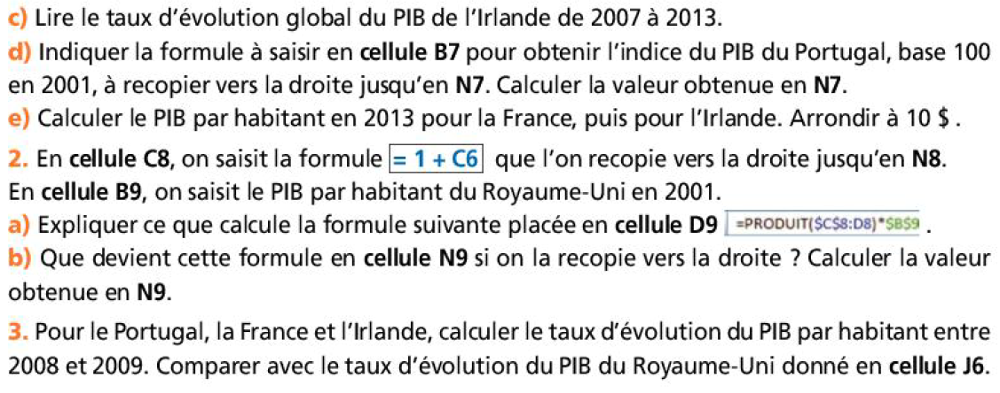 c) Lire le taux d'évolution global du PIB de l'Irlande de 2007 à 2013.
d) Indiquer la formule à saisir en cellule B7 pour obtenir l'indice du PIB du Portugal, base 100
en 2001, à recopier vers la droite jusqu'en N7. Calculer la valeur obtenue en N7.
e) Calculer le PIB par habitant en 2013 pour la France, puis pour l'Irlande. Arrondir à 10 $ .
2. En cellule C8, on saisit la formule = 1 + C6 que l'on recopie vers la droite jusqu'en N8.
En cellule B9, on saisit le PIB par habitant du Royaume-Uni en 2001.
a) Expliquer ce que calcule la formule suivante placée en cellule D9 =PRODUIT($C$8:D8)*$B$9 .
b) Que devient cette formule en cellule N9 si on la recopie vers la droite ? Calculer la valeur
obtenue en N9.
3. Pour le Portugal, la France et l'Irlande, calculer le taux d'évolution du PIB par habitant entre
2008 et 2009. Comparer avec le taux d'évolution du PIB du Royaume-Uni donné en cellule J6.